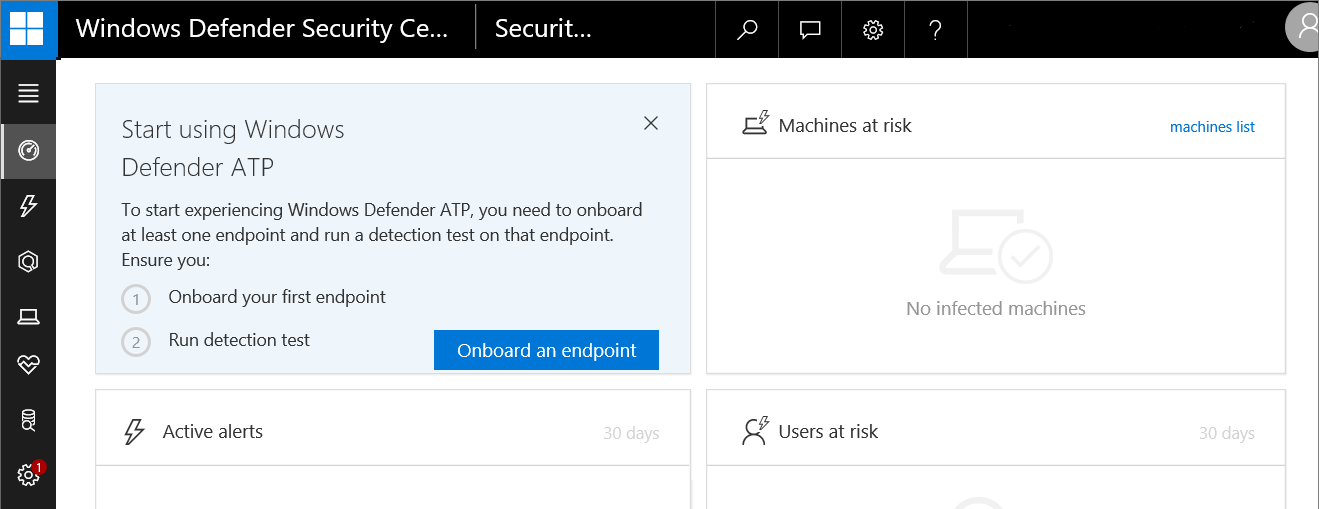 Windows Defender Security Ce...
Securit...
?
Start using Windows
Defender ATP
To start experiencing Windows Defender ATP, you need to onboard
at least one endpoint and run a detection test on that endpoint.
Ensure you:
1 Onboard your first endpoint
2 Run detection test
Onboard an endpoint
Machines at risk
machines list
No infected machines
Active alerts
30 days
Users at risk
30 days
1